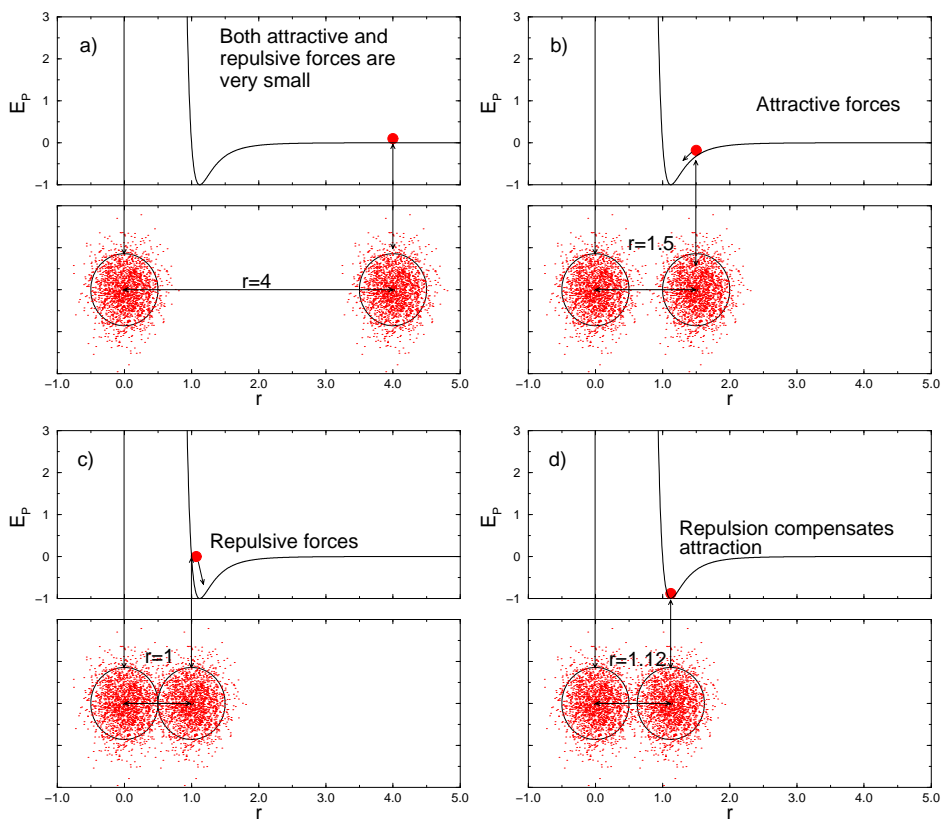 a)
Both attractive and
repulsive forces are
very small
3
2
1
0
−1
E_P
r=4
−1.0 0.0 1.0 2.0 3.0 4.0 5.0
r
b)
Attractive forces
3
2
1
0
−1
E_P
r=1.5
−1.0 0.0 1.0 2.0 3.0 4.0 5.0
r
c)
Repulsive forces
3
2
1
0
−1
E_P
r=1
−1.0 0.0 1.0 2.0 3.0 4.0 5.0
r
d)
Repulsion compensates
attraction
3
2
1
0
−1
E_P
r=1.12
−1.0 0.0 1.0 2.0 3.0 4.0 5.0
r